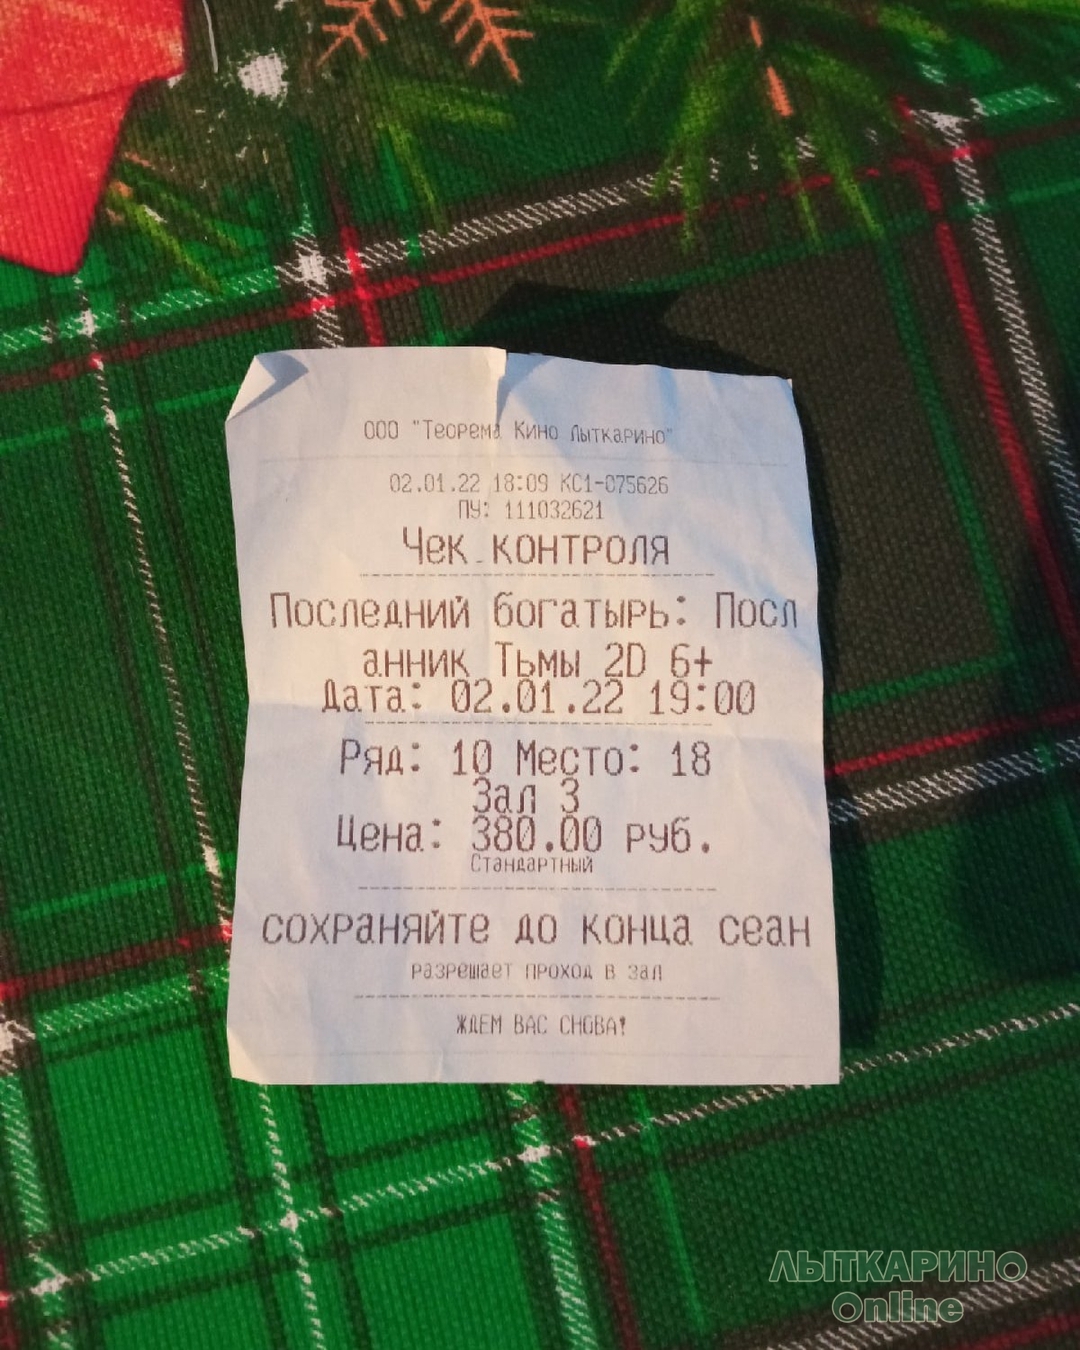 ООО "Теорема Кино Лыткарино"
02.01.22 18:09 КС1-075626
ПУ: 111032621
Чек контроля
Последний богатырь: Посл
анник Тьмы 2D 6+
Дата: 02.01.22 19:00
Ряд: 10 Место: 18
Зал 3
Цена: 380.00 руб.
Стандартный
сохраняйте до конца сеан
разрешает проход в зал
ЖДЕМ ВАС СНОВА!
ЛЫТКАРИНО
Online